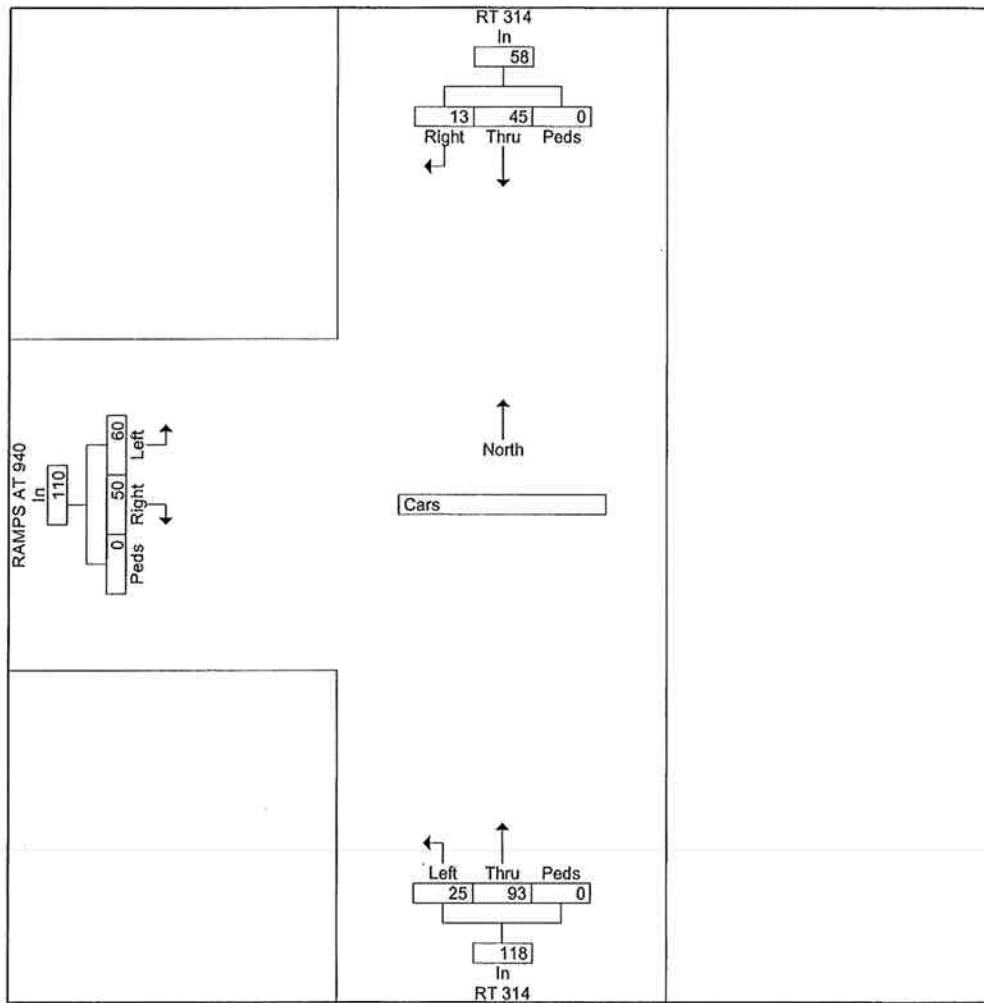 RT 314
In
58
13 45 0
Right Thru Peds
RAMPS AT 940
In
110
60 50 0
Left Right Peds
North
Cars
Left Thru Peds
25 93 0
118
In
RT 314